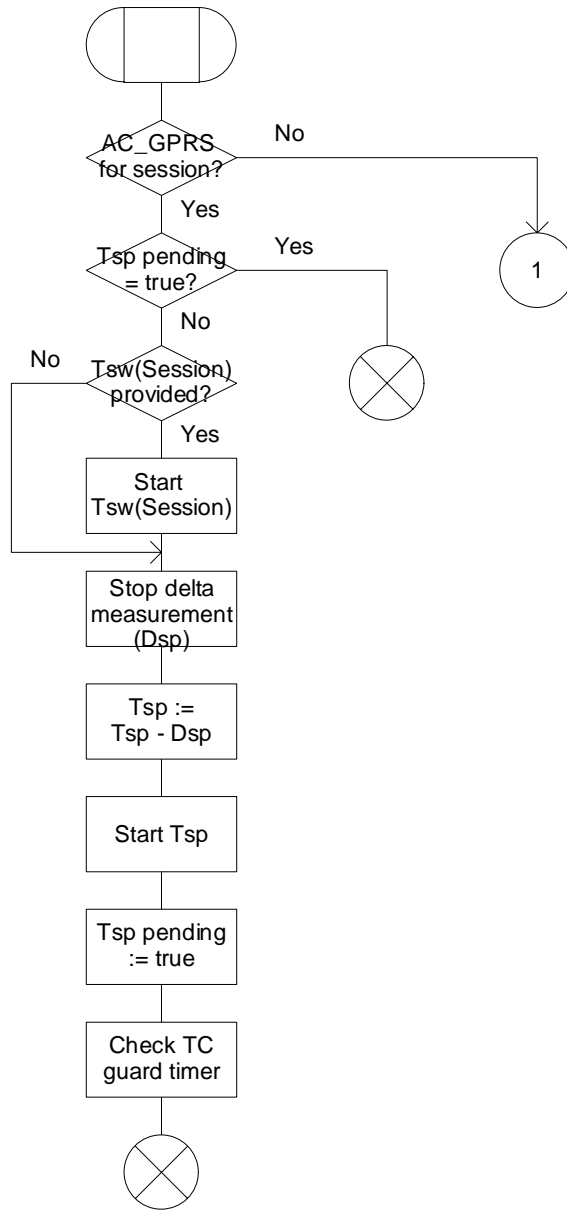 AC_GPRS
for session?
No
Yes
1
Tsp pending
= true?
Yes
No
No
Tsw(Session)
provided?
Yes
Start
Tsw(Session)
Stop delta
measurement
(Dsp)
Tsp :=
Tsp - Dsp
Start Tsp
Tsp pending
:= true
Check TC
guard timer